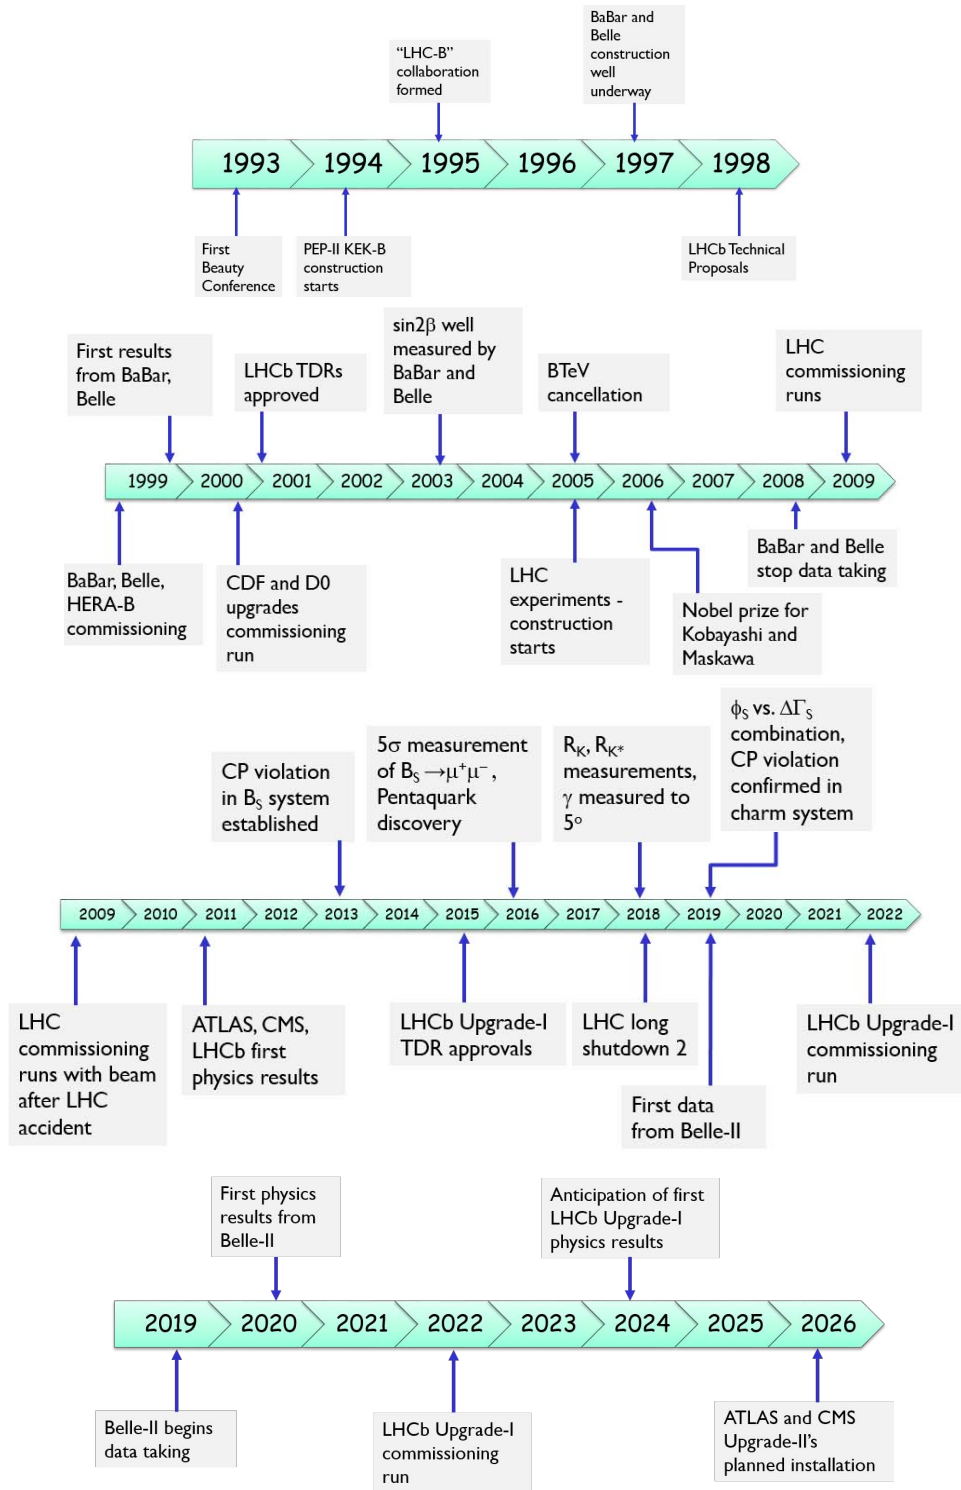 BaBar and
Belle
construction
well
underway
“LHC-B”
collaboration
formed
1993 1994 1995 1996 1997 1998
First
Beauty
Conference
PEP-II KEK-B
construction
starts
LHCb Technical
Proposals
First results
from BaBar,
Belle
LHCb TDRs
approved
sin2β well
measured by
BaBar and
Belle
BTeV
cancellation
LHC
commissioning
runs
1999 2000 2001 2002 2003 2004 2005 2006 2007 2008 2009
BaBar, Belle,
HERA-B
commissioning
CDF and D0
upgrades
commissioning
run
LHC
experiments -
construction
starts
Nobel prize for
Kobayashi and
Maskawa
BaBar and Belle
stop data taking
CP violation
in BS system
established
5σ measurement
of BS→μ+μ− ,
Pentaquark
discovery
RK, RK*
measurements,
γ measured to
5o
ϕS vs. ΔΓS
combination,
CP violation
confirmed in
charm system
2009 2010 2011 2012 2013 2014 2015 2016 2017 2018 2019 2020 2021 2022
LHC
commissioning
runs with beam
after LHC
accident
ATLAS, CMS,
LHCb first
physics results
LHCb Upgrade-I
TDR approvals
LHC long
shutdown 2
First data
from Belle-II
LHCb Upgrade-I
commissioning
run
First physics
results from
Belle-II
Anticipation of first
LHCb Upgrade-I
physics results
2019 2020 2021 2022 2023 2024 2025 2026
Belle-II begins
data taking
LHCb Upgrade-I
commissioning
run
ATLAS and CMS
Upgrade-II's
planned installation